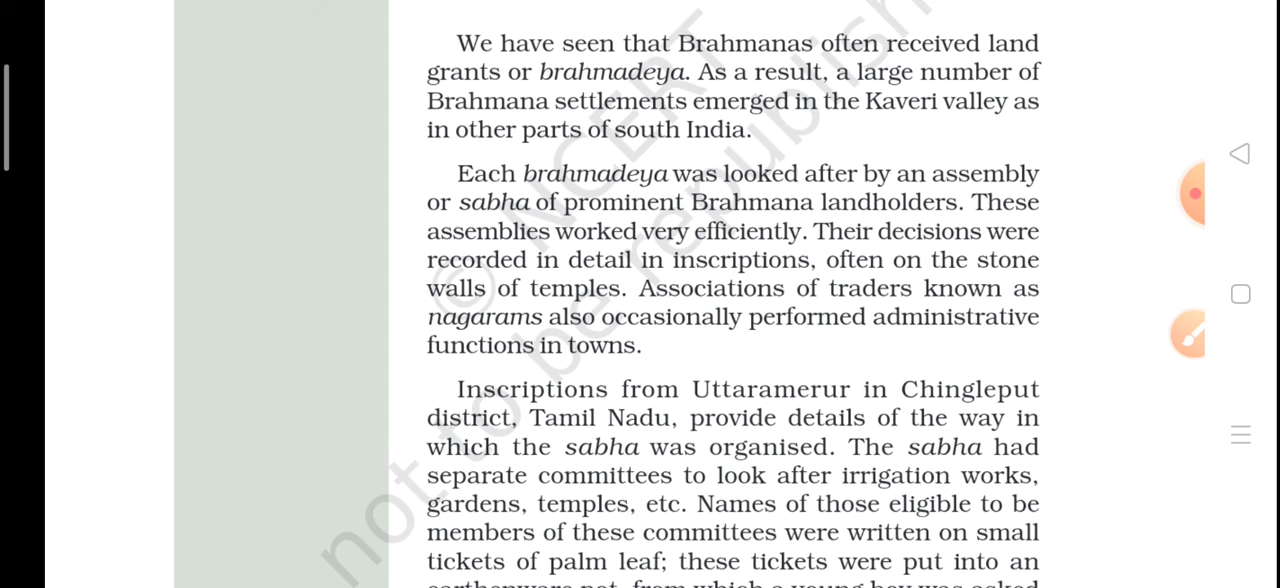 We have seen that Brahmanas often received land
grants or brahmadeya. As a result, a large number of
Brahmana settlements emerged in the Kaveri valley as
in other parts of south India.
Each brahmadeya was looked after by an assembly
or sabha of prominent Brahmana landholders. These
assemblies worked very efficiently. Their decisions were
recorded in detail in inscriptions, often on the stone
walls of temples. Associations of traders known as
nagarams also occasionally performed administrative
functions in towns.
Inscriptions from Uttaramerur in Chingleput
district, Tamil Nadu, provide details of the way in
which the sabha was organised. The sabha had
separate committees to look after irrigation works,
gardens, temples, etc. Names of those eligible to be
members of these committees were written on small
tickets of palm leaf; these tickets were put into an
© NCERT
not to be republish